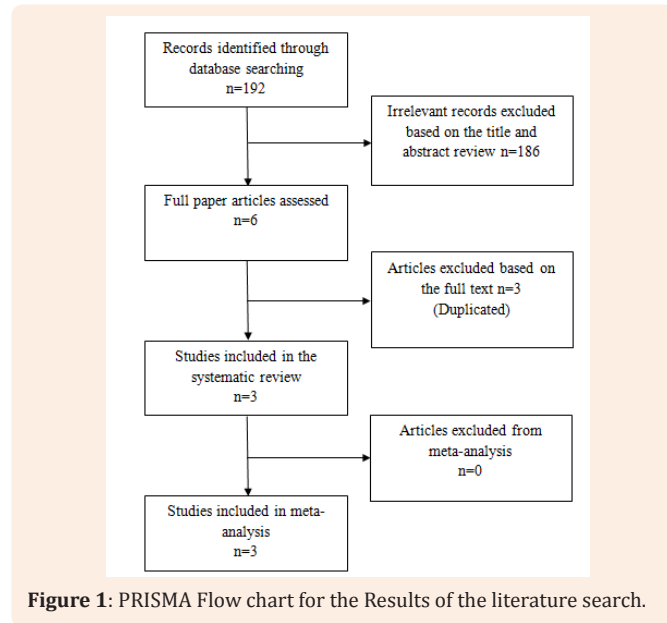 Records identified through
database searching
n=192
Irrelevant records excluded
based on the title and
abstract review n=186
Full paper articles assessed
n=6
Articles excluded based on
the full text n=3
(Duplicated)
Studies included in the
systematic review
n=3
Articles excluded from
meta-analysis
n=0
Studies included in meta-
analysis
n=3
Figure 1: PRISMA Flow chart for the Results of the literature search.